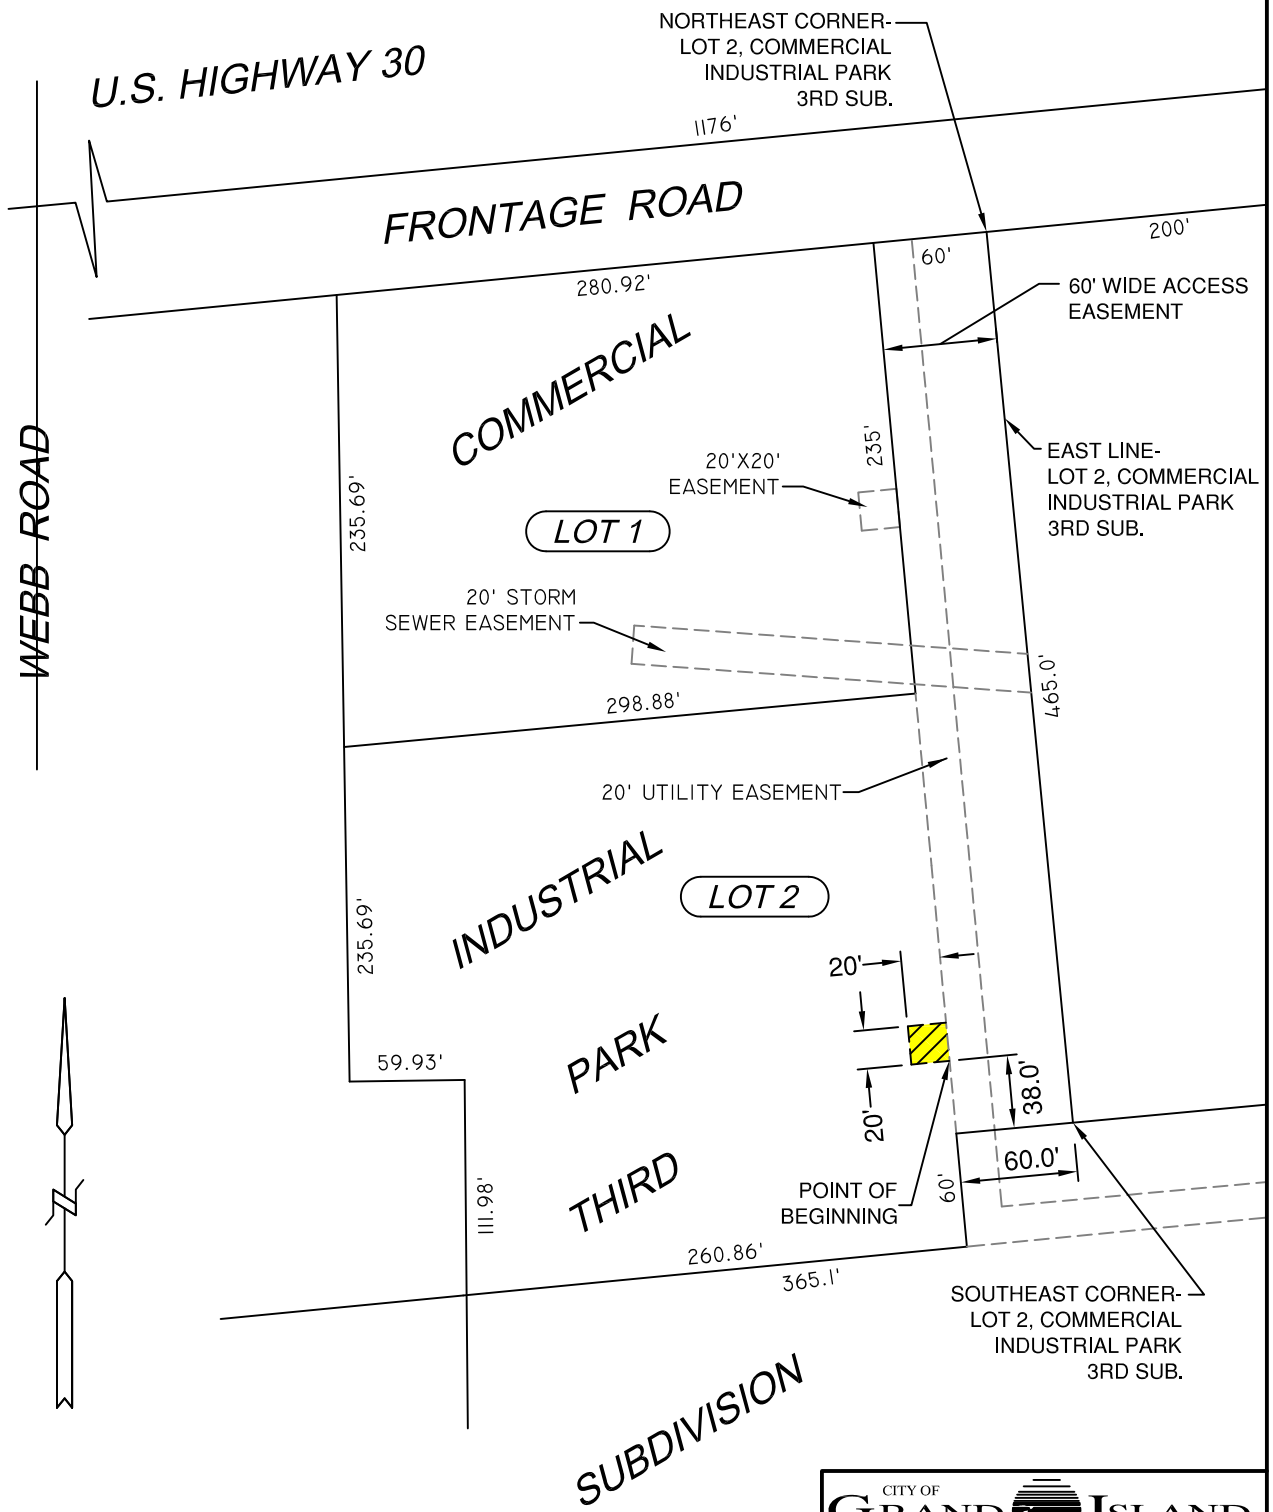 NORTHEAST CORNER-
LOT 2, COMMERCIAL
INDUSTRIAL PARK
3RD SUB.
U.S. HIGHWAY 30
1176'
FRONTAGE ROAD
200'
60'
280.92'
60' WIDE ACCESS
EASEMENT
COMMERCIAL
WEBB ROAD
235'
EAST LINE-
LOT 2, COMMERCIAL
INDUSTRIAL PARK
3RD SUB.
20'X20'
EASEMENT
235.69'
LOT 1
20' STORM
SEWER EASEMENT
465.0'
298.88'
20' UTILITY EASEMENT
INDUSTRIAL
LOT 2
235.69'
20'
PARK
59.93'
38.0'
20'
60.0'
THIRD
111.98'
POINT OF
BEGINNING
60'
260.86'
365.1'
SOUTHEAST CORNER-
LOT 2, COMMERCIAL
INDUSTRIAL PARK
3RD SUB.
SUBDIVISION
CITY OF
GRAND ISLAND